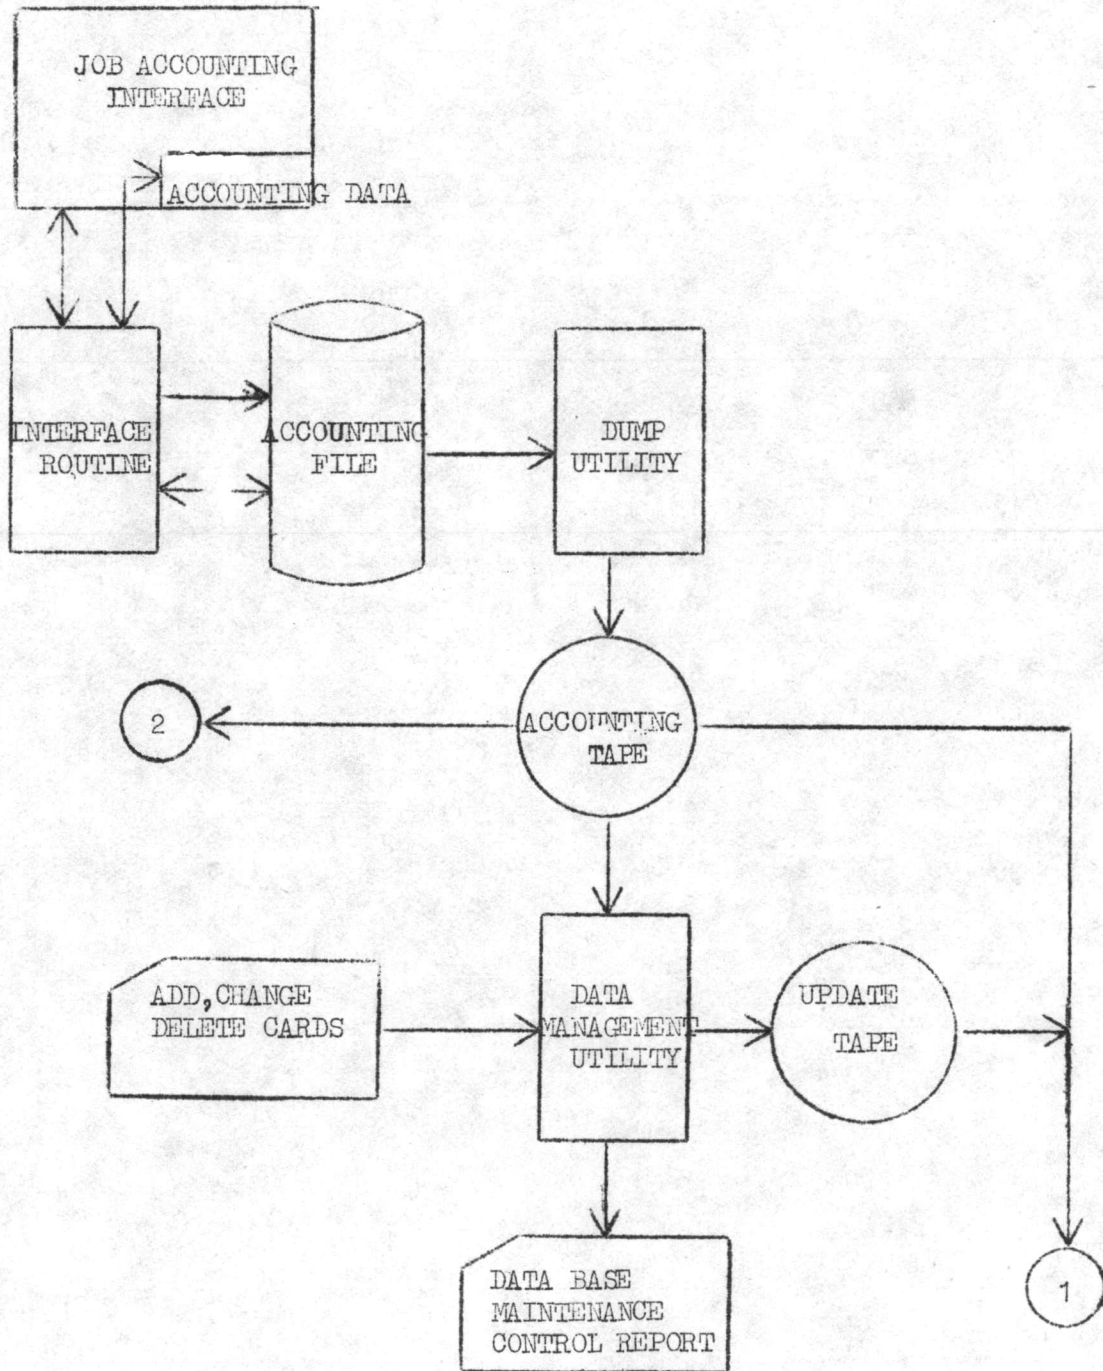 JOB ACCOUNTING
INTERFACE
ACCOUNTING DATA
INTERFACE
ROUTINE
ACCOUNTING
FILE
DUMP
UTILITY
2
ACCOUNTING
TAPE
ADD,CHANGE
DELETE CARDS
DATA
MANAGEMENT
UTILITY
UPDATE
TAPE
DATA BASE
MAINTENANCE
CONTROL REPORT
1